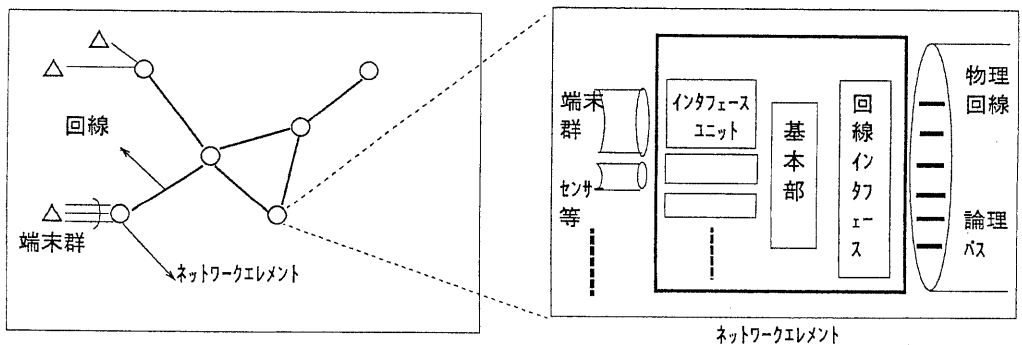 回線
端末群
ネットワークエレメント
端末
群
センサー
等
インタフェース
ユニット
基本部
回線インタフェース
物理
回線
論理
パス
ネットワークエレメント